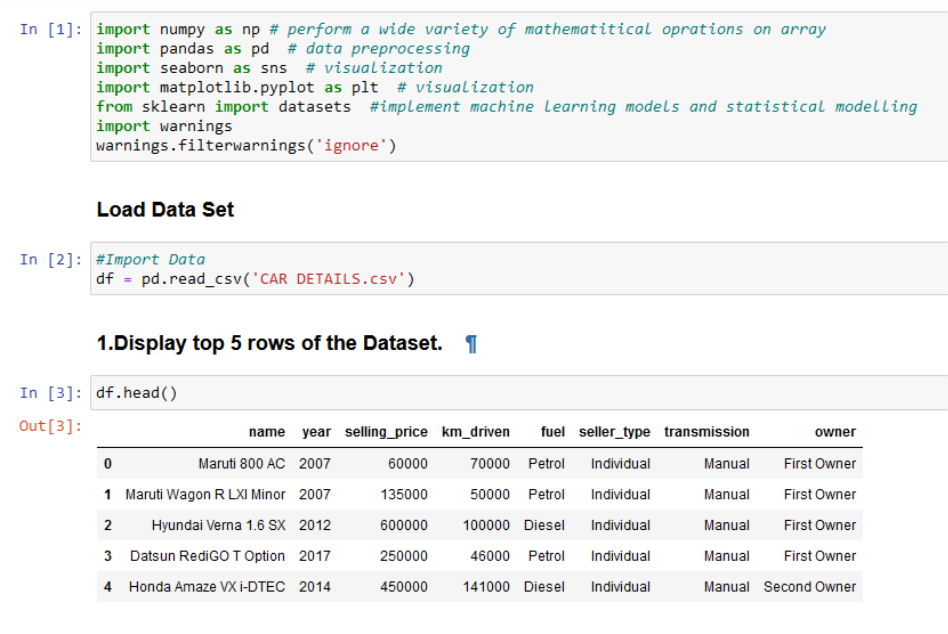 In [1]: import numpy as np # perform a wide variety of mathematitical oprations on array
import pandas as pd  # data preprocessing
import seaborn as sns  # visualization
import matplotlib.pyplot as plt  # visualization
from sklearn import datasets  #implement machine learning models and statistical modelling
import warnings
warnings.filterwarnings('ignore')
Load Data Set
In [2]: #Import Data
df = pd.read_csv('CAR DETAILS.csv')
1.Display top 5 rows of the Dataset. ¶
In [3]: df.head()
Out[3]:
name year selling_price km_driven fuel seller_type transmission owner
0 Maruti 800 AC 2007 60000 70000 Petrol Individual Manual First Owner
1 Maruti Wagon R LXI Minor 2007 135000 50000 Petrol Individual Manual First Owner
2 Hyundai Verna 1.6 SX 2012 600000 100000 Diesel Individual Manual First Owner
3 Datsun RediGO T Option 2017 250000 46000 Petrol Individual Manual First Owner
4 Honda Amaze VX i-DTEC 2014 450000 141000 Diesel Individual Manual Second Owner